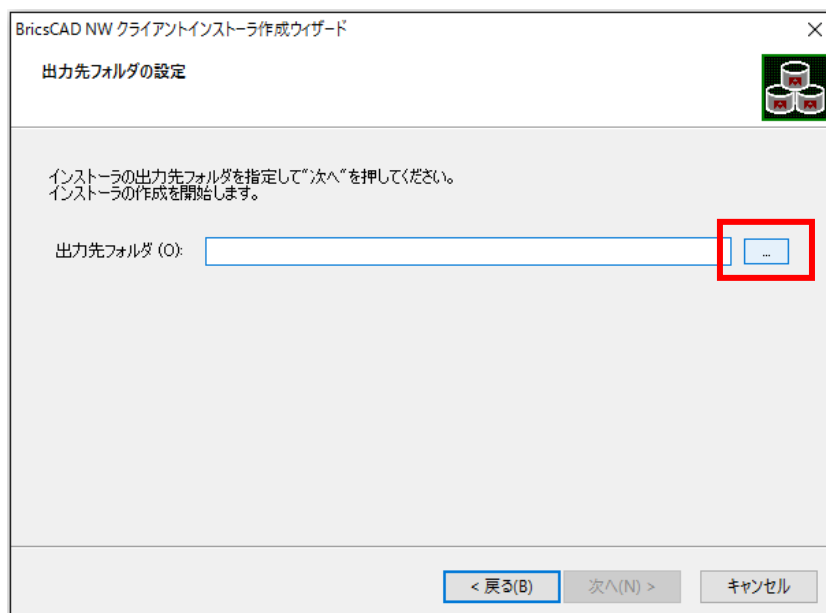 BricsCAD NW クライアントインストーラ作成ウィザード
出力先フォルダの設定
インストーラの出力先フォルダを指定して"次へ"を押してください。
インストーラの作成を開始します。
出力先フォルダ (O):
...
< 戻る(B)
次へ(N) >
キャンセル